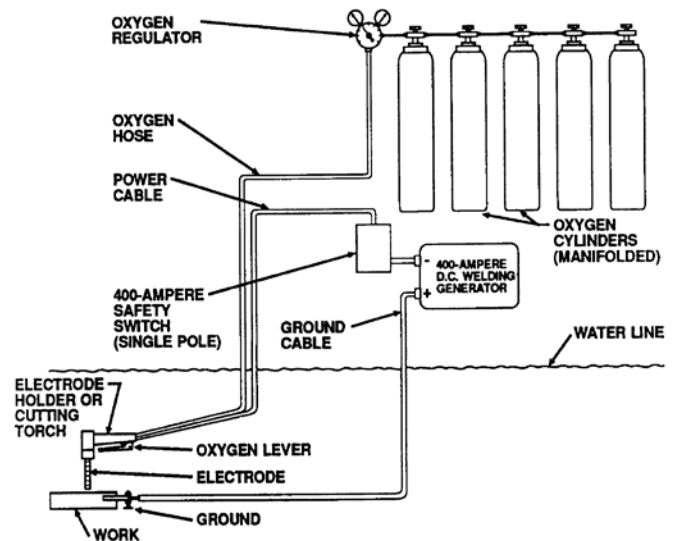 OXYGEN
REGULATOR
OXYGEN
HOSE
POWER
CABLE
OXYGEN
CYLINDERS
(MANIFOLDED)
-
400-AMPERE
D.C. WELDING
GENERATOR
+
400-AMPERE
SAFETY
SWITCH
(SINGLE POLE)
GROUND
CABLE
WATER LINE
ELECTRODE
HOLDER OR
CUTTING
TORCH
OXYGEN LEVER
ELECTRODE
GROUND
WORK